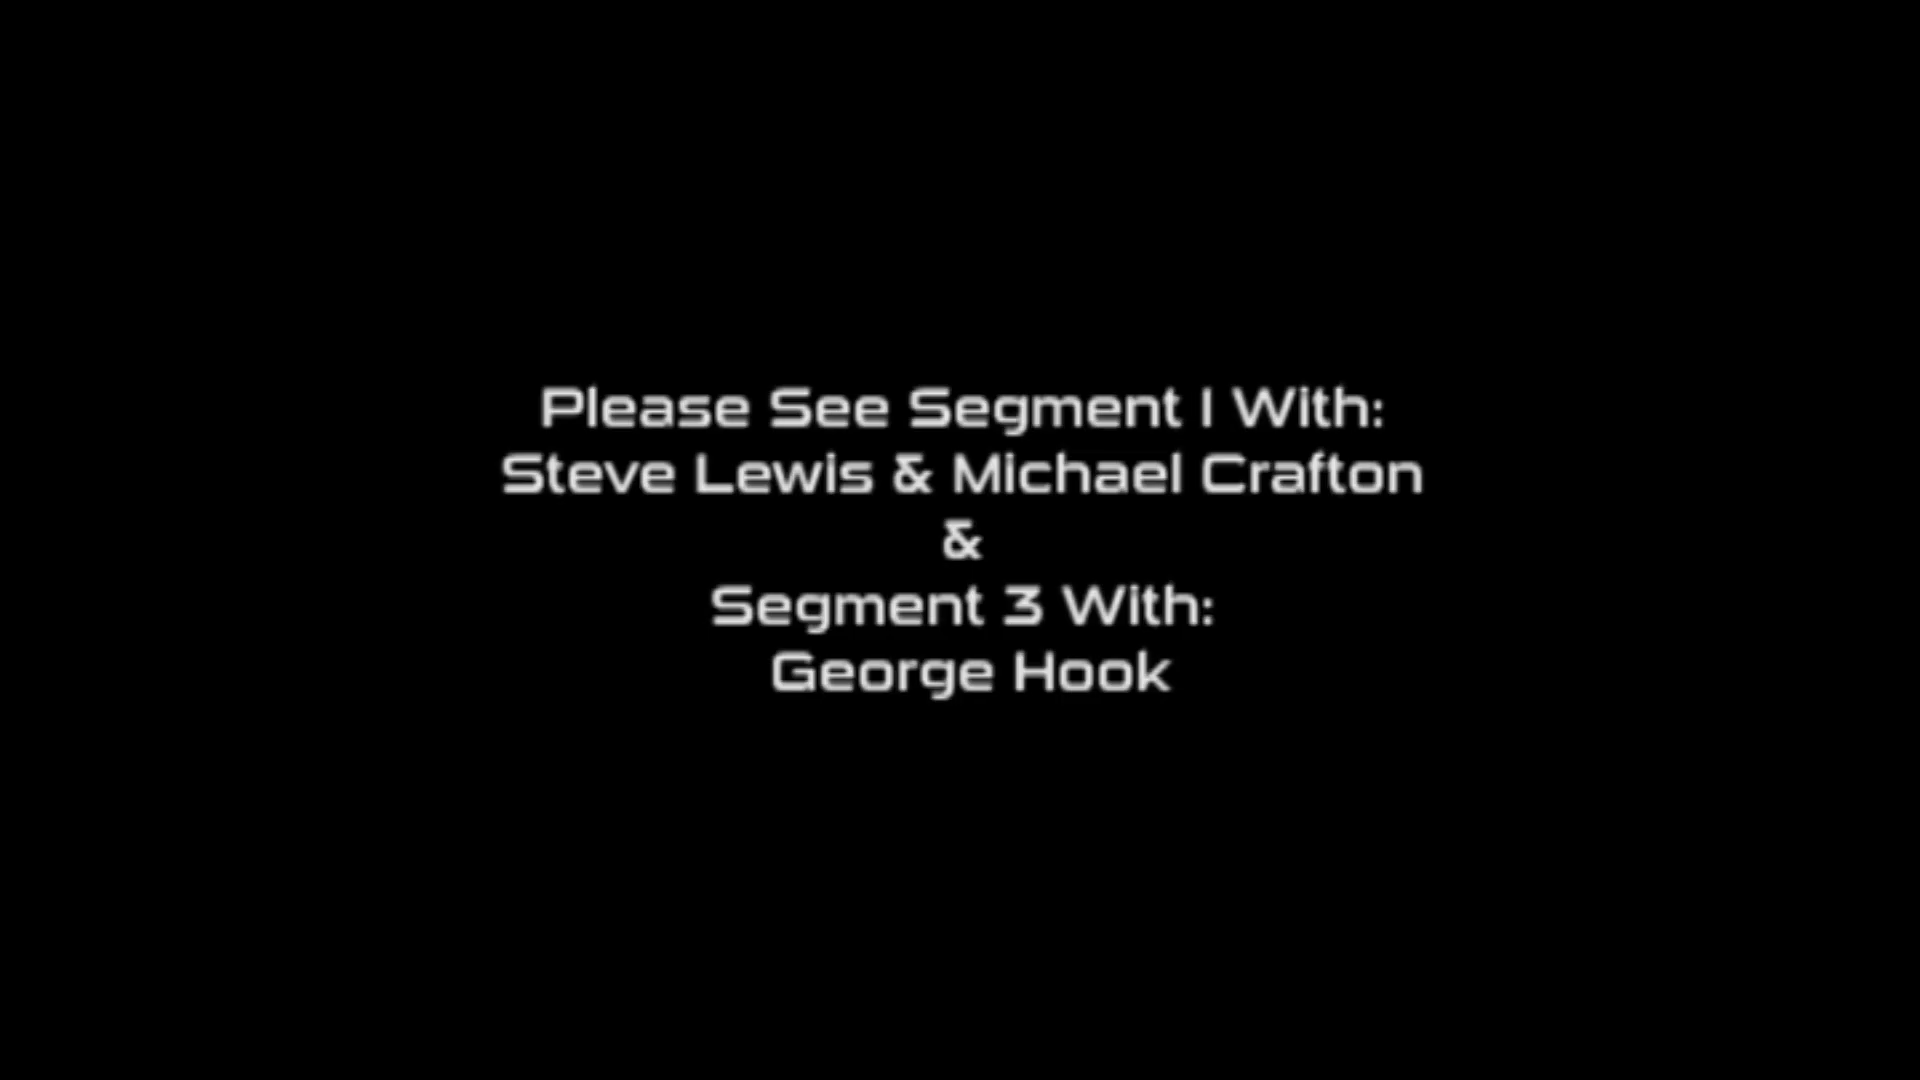 Please See Segment 1 With:
Steve Lewis & Michael Crafton
&
Segment 3 With:
George Hook